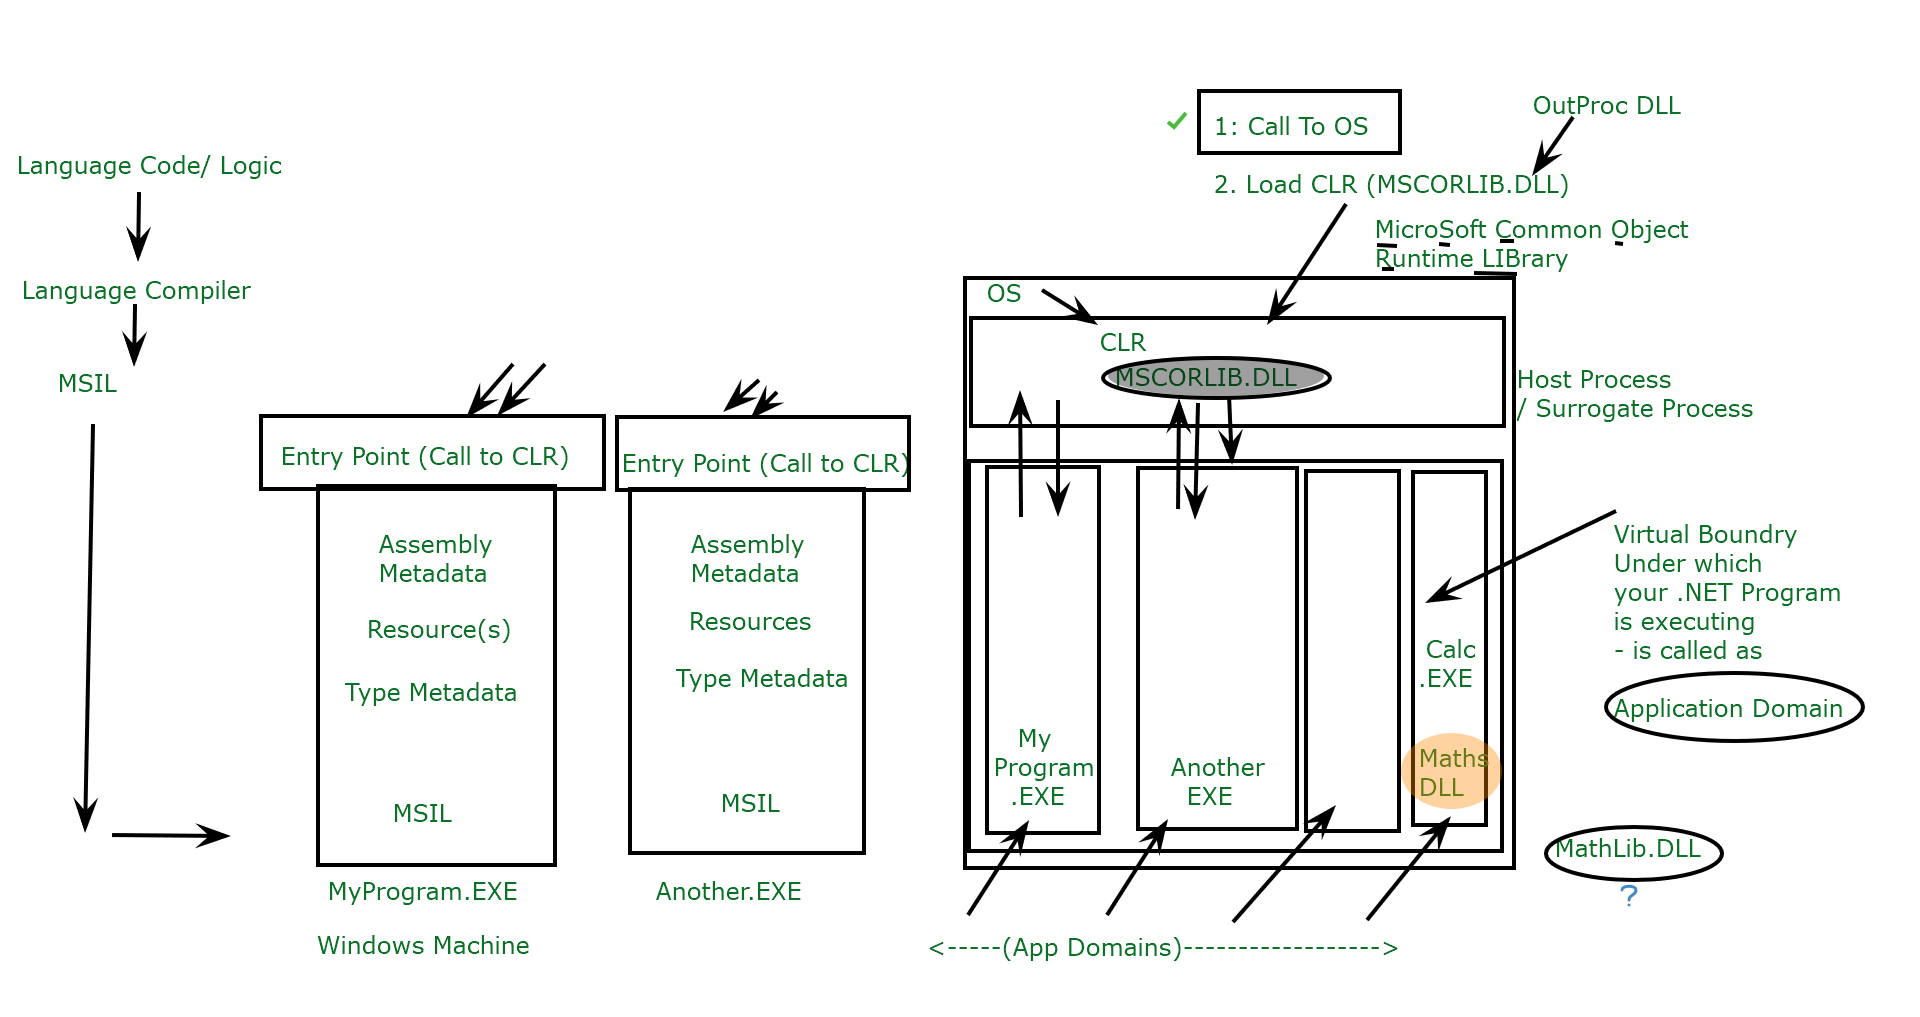 Language Code/ Logic
Language Compiler
MSIL
Entry Point (Call to CLR)
Assembly
Metadata
Resource(s)
Type Metadata
MSIL
MyProgram.EXE
Windows Machine
Entry Point (Call to CLR)
Assembly
Metadata
Resources
Type Metadata
MSIL
Another.EXE
1: Call To OS
OutProc DLL
2. Load CLR (MSCORLIB.DLL)
MicroSoft Common Object
Runtime LIBrary
OS
CLR
MSCORLIB.DLL
Host Process
/ Surrogate Process
My
Program
.EXE
Another
EXE
Calc
.EXE
Maths
DLL
Virtual Boundry
Under which
your .NET Program
is executing
- is called as
Application Domain
MathLib.DLL
?
<-----(App Domains)------------------>